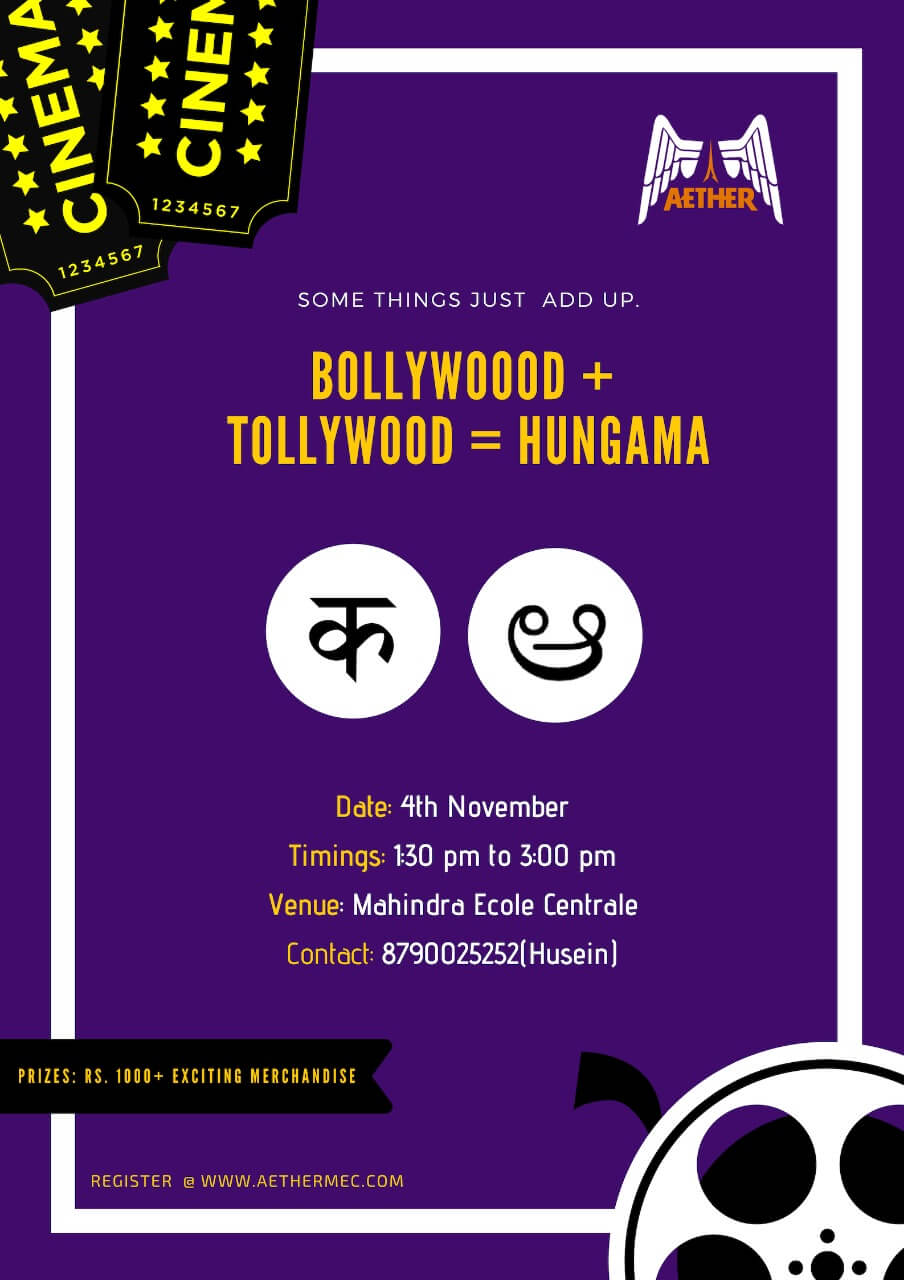 CINEMA
1234567
CINEM
1234567
AETHER
SOME THINGS JUST ADD UP.
BOLLYWOOOD +
TOLLYWOOD = HUNGAMA
क
ఆ
Date: 4th November
Timings: 1:30 pm to 3:00 pm
Venue: Mahindra Ecole Centrale
Contact: 8790025252(Husein)
PRIZES: RS. 1000+ EXCITING MERCHANDISE
REGISTER @ WWW.AETHERMEC.COM